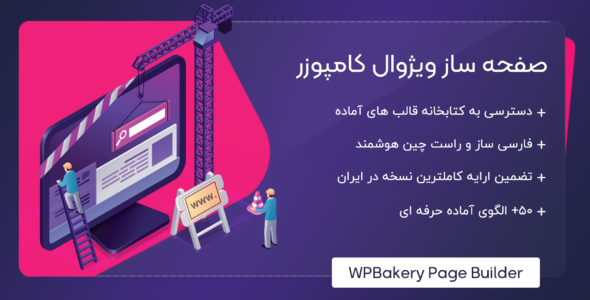 صفحه ساز ویژوال کامپوزر
+ دسترسی به کتابخانه قالب های آماده
+ فارسی ساز و راست چین هوشمند
+ تضمین ارایه کاملترین نسخه در ایران
+ ۵۰+ الگوی آماده حرفه ای
www.
WPBakery Page Builder